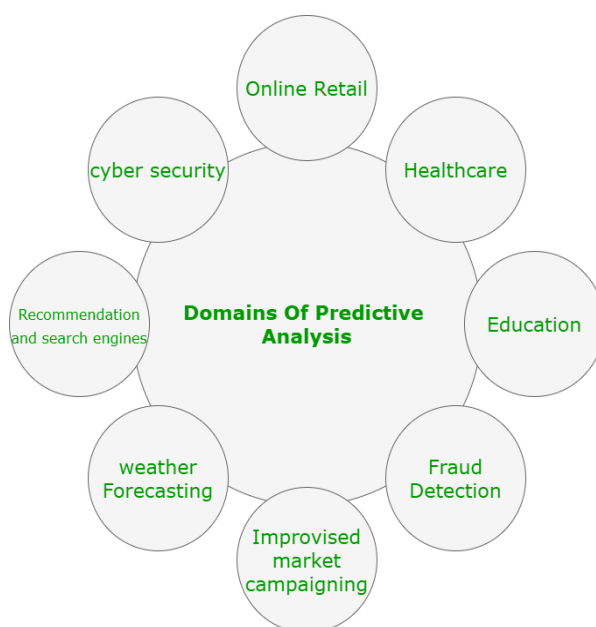 Online Retail
cyber security
Healthcare
Recommendation
and search engines
Domains Of Predictive
Analysis
Education
weather
Forecasting
Fraud
Detection
Improvised
market
campaigning